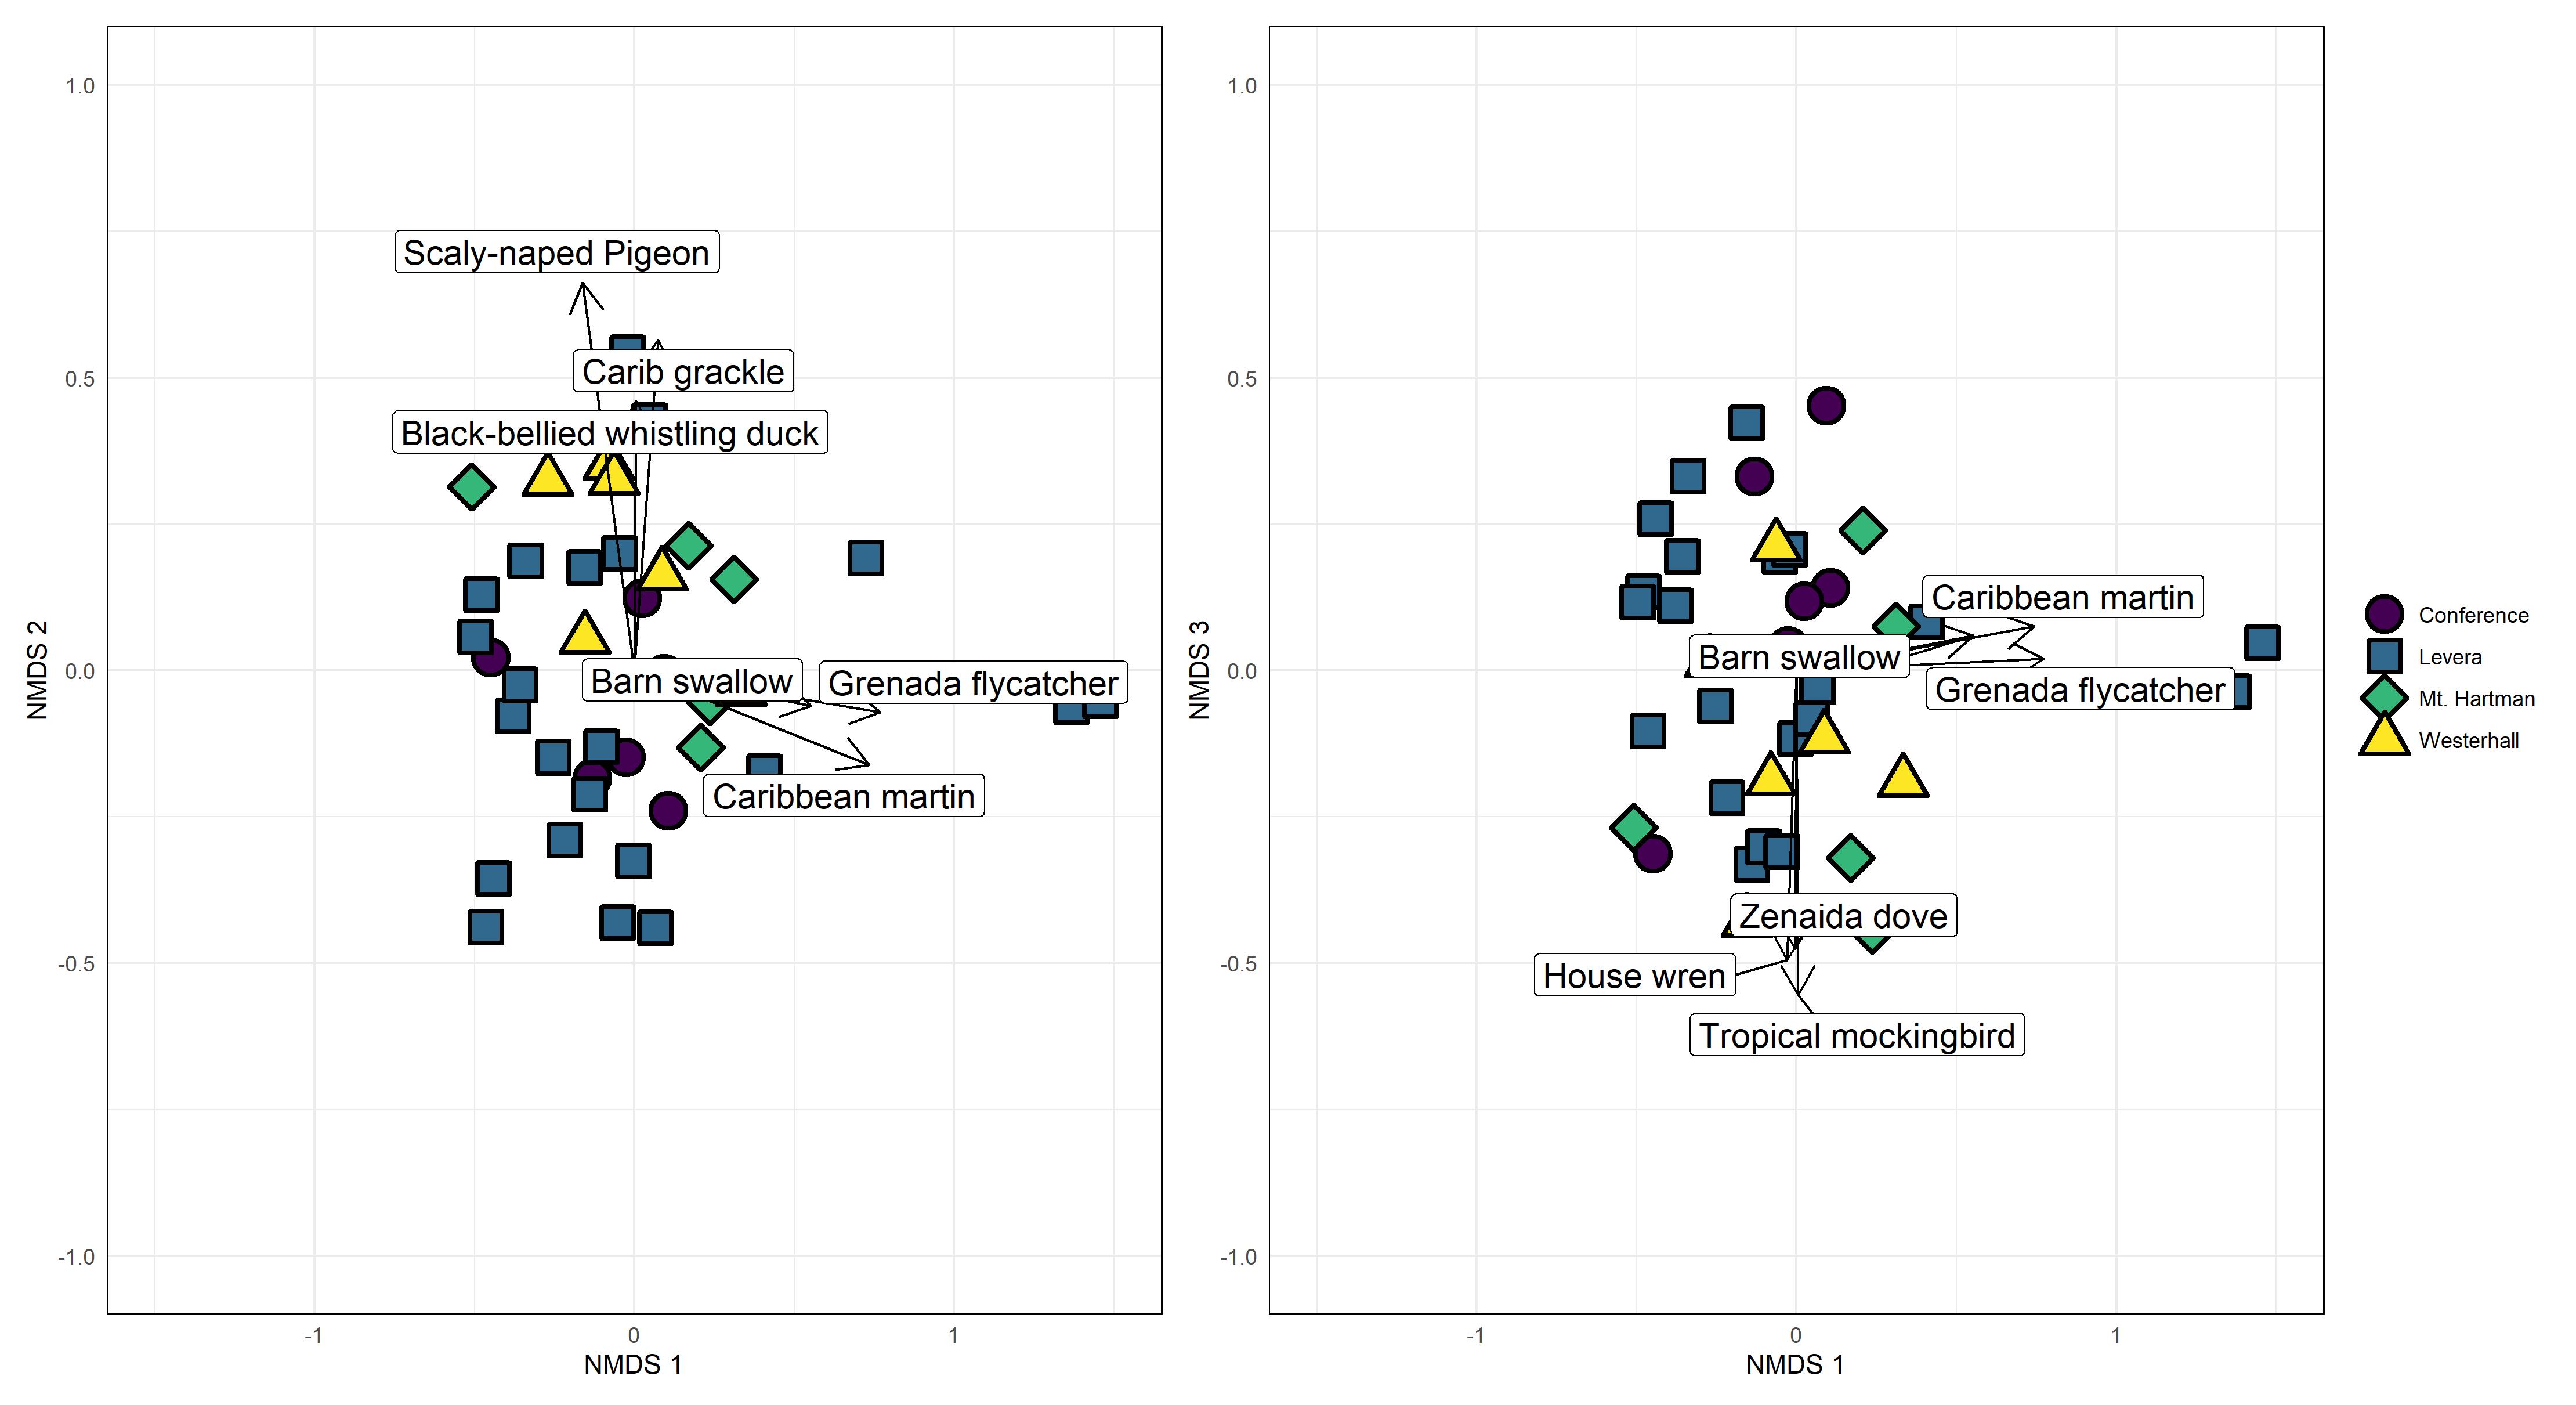 1.0
0.5
0.0
-0.5
-1.0
NMDS 2
Scaly-naped Pigeon
Carib grackle
Black-bellied whistling duck
Barn swallow
Grenada flycatcher
Caribbean martin
-1
0
1
NMDS 1
1.0
0.5
0.0
-0.5
-1.0
NMDS 3
Caribbean martin
Barn swallow
Grenada flycatcher
Zenaida dove
House wren
Tropical mockingbird
-1
0
1
NMDS 1
Conference
Levera
Mt. Hartman
Westerhall